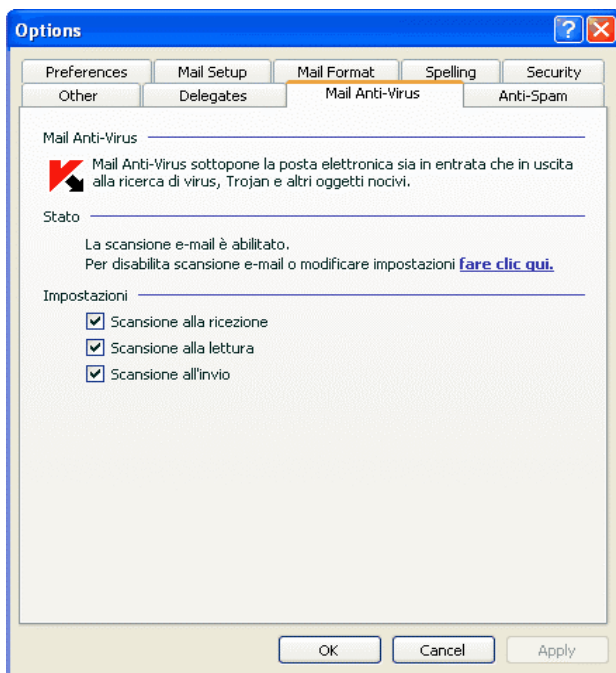 Options
Preferences
Mail Setup
Mail Format
Spelling
Security
Other
Delegates
Mail Anti-Virus
Anti-Spam
Mail Anti-Virus
Mail Anti-Virus sottopone la posta elettronica sia in entrata che in uscita
alla ricerca di virus, Trojan e altri oggetti nocivi.
Stato
La scansione e-mail è abilitato.
Per disabilita scansione e-mail o modificare impostazioni fare clic qui.
Impostazioni
Scansione alla ricezione
Scansione alla lettura
Scansione all'invio
OK
Cancel
Apply